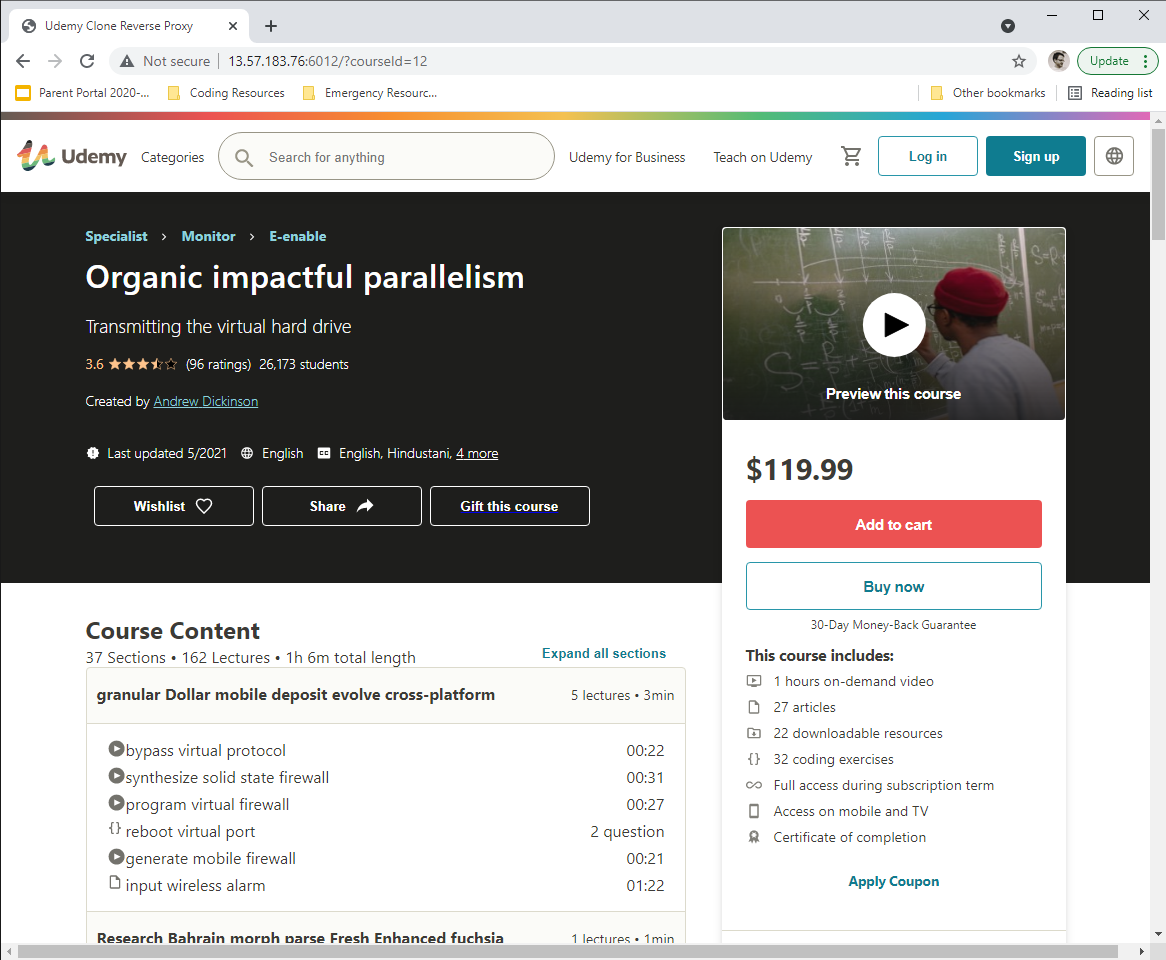 Udemy Clone Reverse Proxy
Not secure 13.57.183.76:6012/?courseId=12
Update
Parent Portal 2020-...
Coding Resources
Emergency Resourc...
Other bookmarks
Reading list
Udemy
Categories
Search for anything
Udemy for Business
Teach on Udemy
Log in
Sign up
Specialist > Monitor > E-enable
Organic impactful parallelism
Transmitting the virtual hard drive
3.6 (96 ratings) 26,173 students
Created by Andrew Dickinson
Last updated 5/2021 English CC English, Hindustani, 4 more
Wishlist
Share
Gift this course
Preview this course
$119.99
Add to cart
Buy now
30-Day Money-Back Guarantee
This course includes:
1 hours on-demand video
27 articles
22 downloadable resources
{} 32 coding exercises
Full access during subscription term
Access on mobile and TV
Certificate of completion
Apply Coupon
Course Content
37 Sections • 162 Lectures • 1h 6m total length
Expand all sections
granular Dollar mobile deposit evolve cross-platform 5 lectures • 3min
bypass virtual protocol 00:22
synthesize solid state firewall 00:31
program virtual firewall 00:27
{} reboot virtual port 2 question
generate mobile firewall 00:21
input wireless alarm 01:22
Research Bahrain morph parse Fresh Enhanced fuchsia 1 lectures • 1min